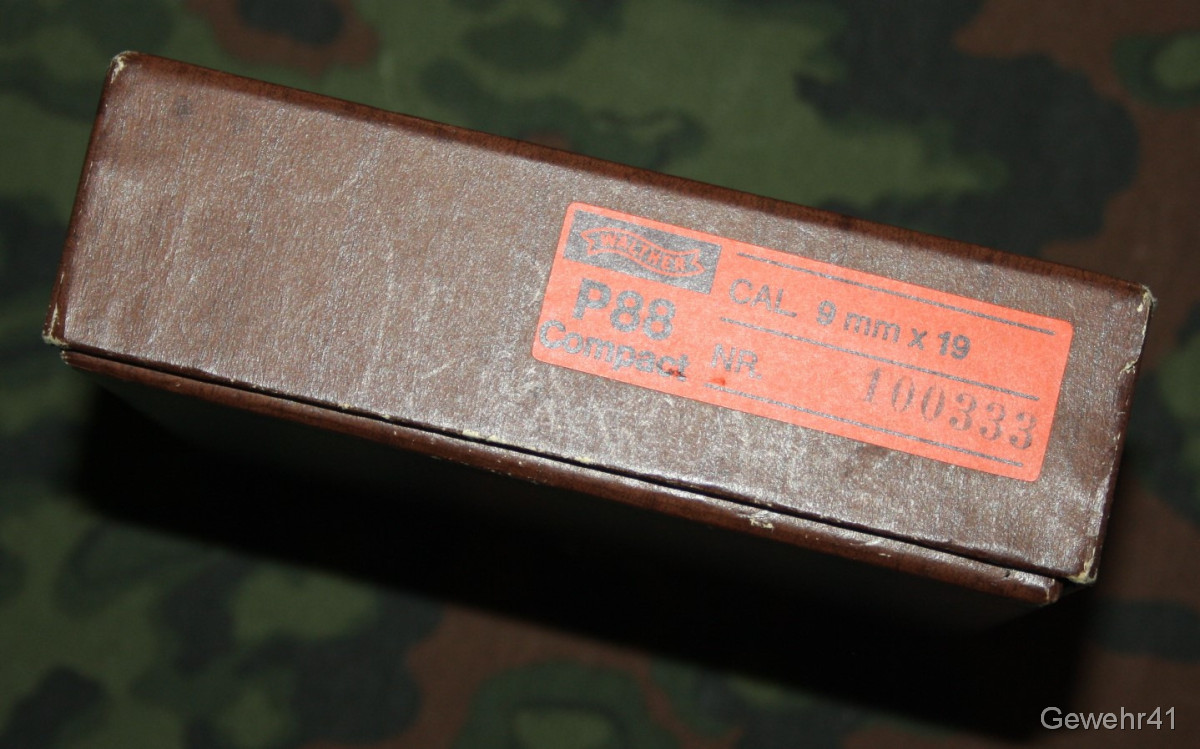 WALTHER
P88
Compact
CAL. 9 mm x 19
NR. 100333
Gewehr41